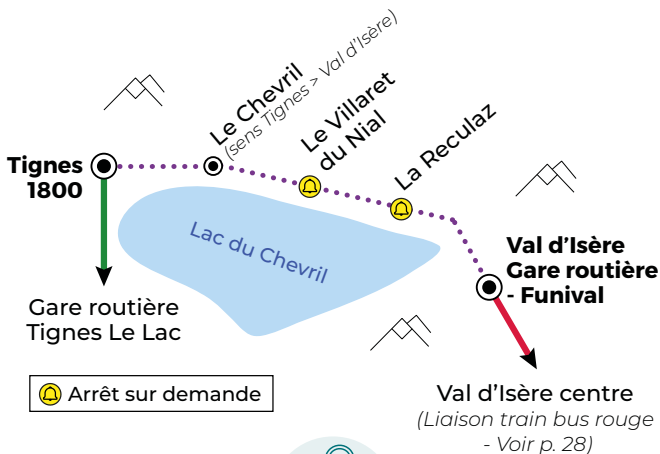 Le Chevril
(sens Tignes > Val d'Isère)
Le Villaret
du Nial
La Reculaz
Tignes
1800
Lac du Chevril
Val d'Isère
Gare routière
- Funival
Gare routière
Tignes Le Lac
Arrêt sur demande
Val d'Isère centre
(Liaison train bus rouge
- Voir p. 28)